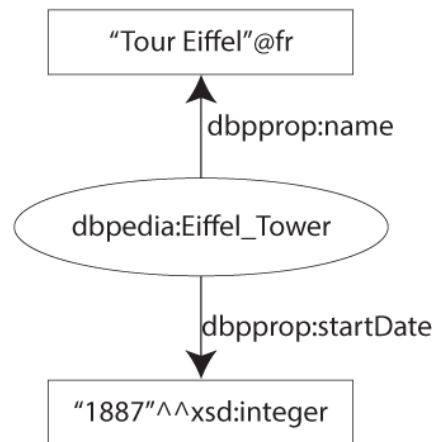 “Tour Eiffel”@fr
dbpprop:name
dbpedia:Eiffel_Tower
dbpprop:startDate
“1887”^^xsd:integer